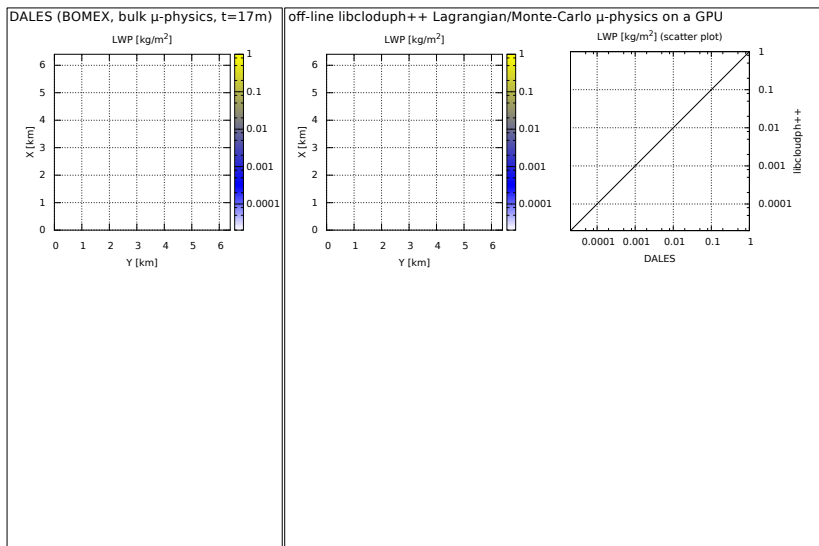 DALES (BOMEX, bulk μ-physics, t=17m)
off-line libcloduph++ Lagrangian/Monte-Carlo μ-physics on a GPU
LWP [kg/m²]
X [km]
6
5
4
3
2
1
0
0 1 2 3 4 5 6
Y [km]
1
0.1
0.01
0.001
0.0001
LWP [kg/m²]
X [km]
6
5
4
3
2
1
0
0 1 2 3 4 5 6
Y [km]
1
0.1
0.01
0.001
0.0001
LWP [kg/m²] (scatter plot)
1
0.1
0.01
0.001
0.0001
libcloudph++
0.0001 0.001 0.01 0.1 1
DALES